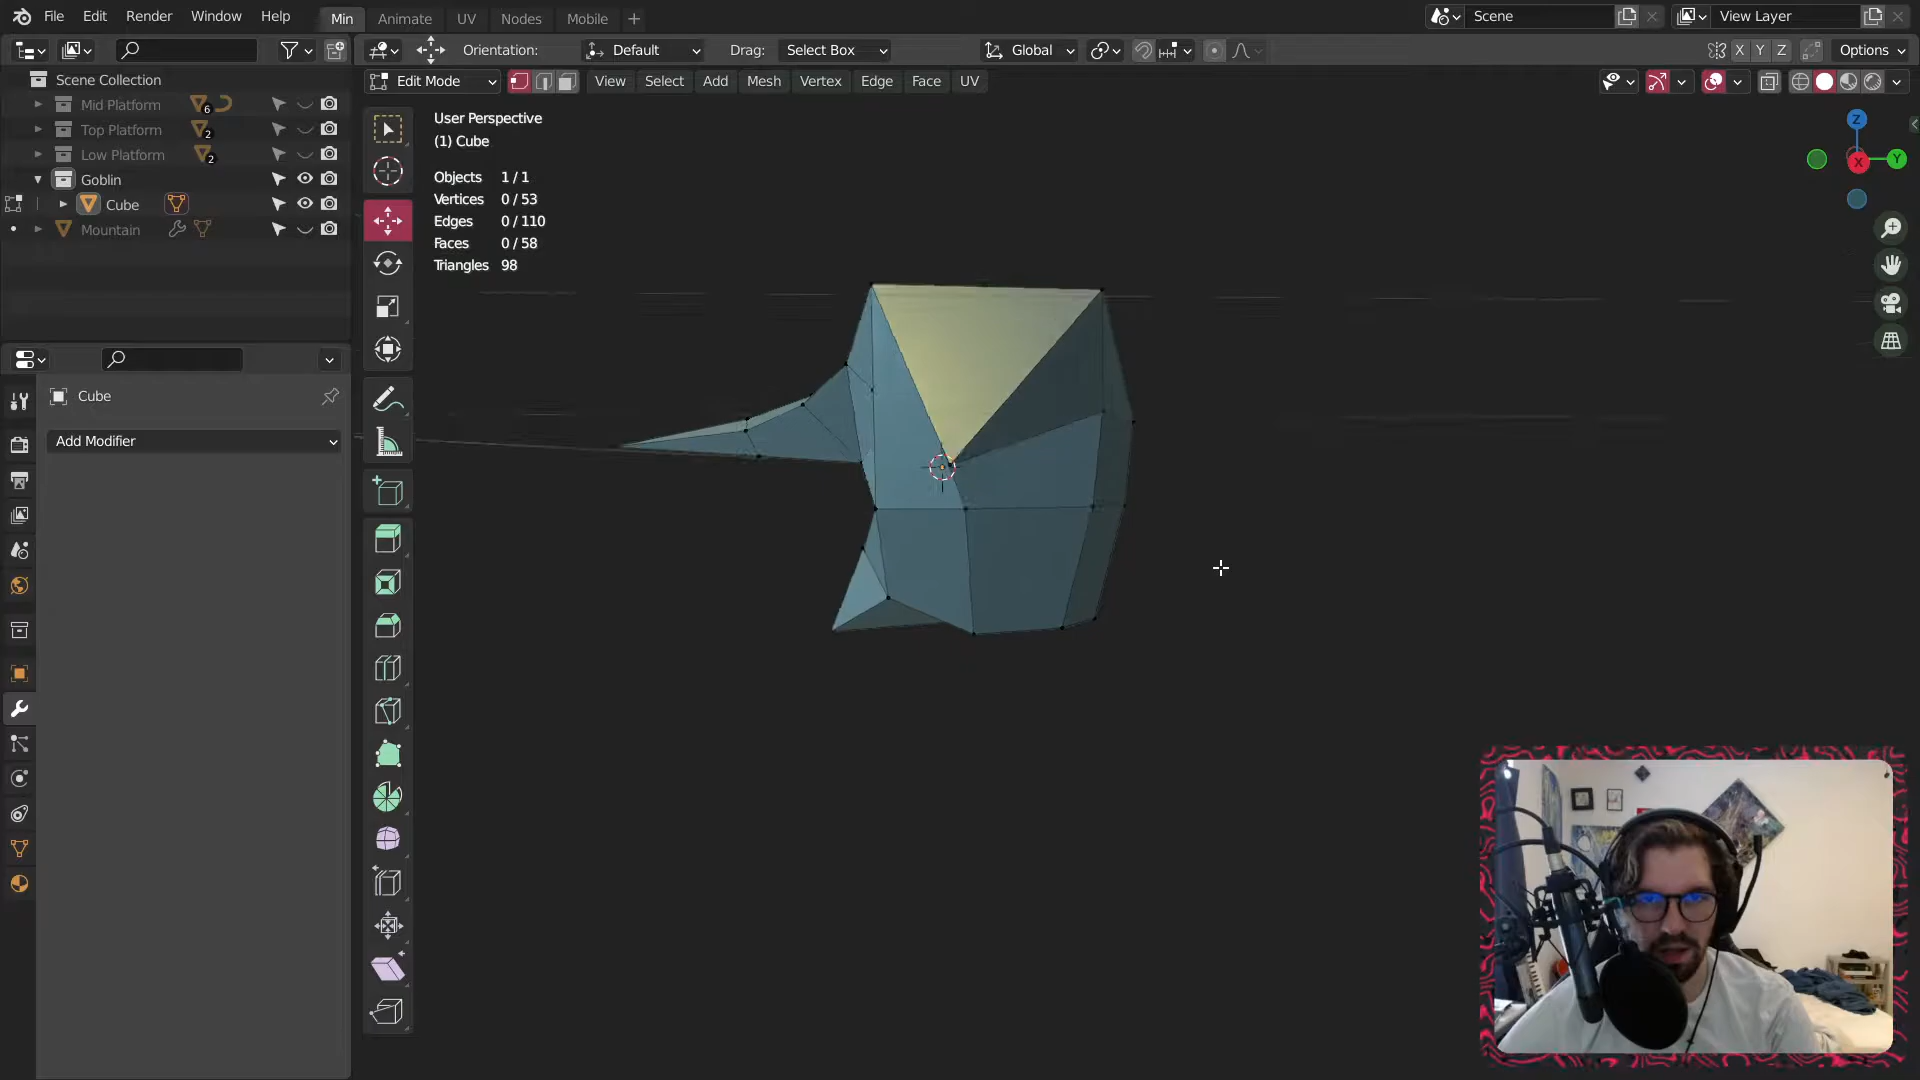 File Edit Render Window Help Min Animate UV Nodes Mobile + Scene View Layer
Orientation: Default Drag: Select Box Global X Y Z Options
Edit Mode View Select Add Mesh Vertex Edge Face UV
Scene Collection
Mid Platform 6
Top Platform 2
Low Platform 2
Goblin
Cube
Mountain
Cube
Add Modifier
User Perspective
(1) Cube
Objects 1 / 1
Vertices 0 / 53
Edges 0 / 110
Faces 0 / 58
Triangles 98
Z
X
Y